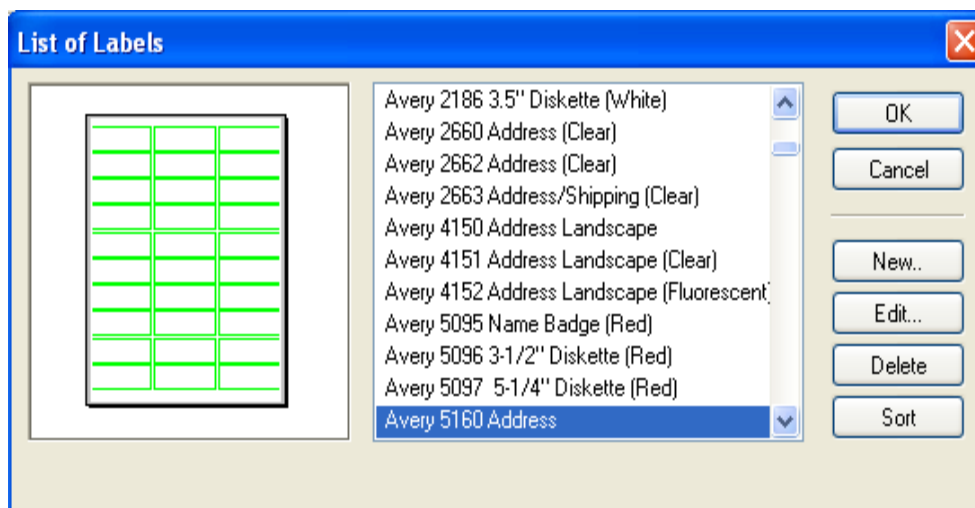 List of Labels
Avery 2186 3.5" Diskette (White)
Avery 2660 Address (Clear)
Avery 2662 Address (Clear)
Avery 2663 Address/Shipping (Clear)
Avery 4150 Address Landscape
Avery 4151 Address Landscape (Clear)
Avery 4152 Address Landscape (Fluorescent)
Avery 5095 Name Badge (Red)
Avery 5096 3-1/2" Diskette (Red)
Avery 5097  5-1/4" Diskette (Red)
Avery 5160 Address
OK
Cancel
New..
Edit...
Delete
Sort